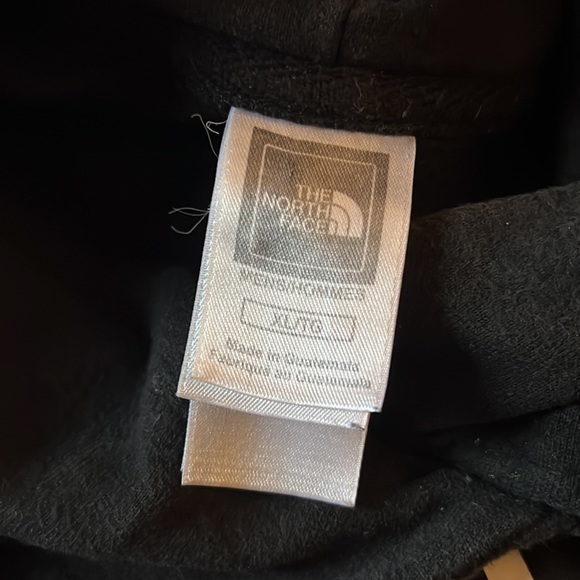 THE
NORTH
FACE
MENS/HOMMES
XL/TG
Made in Guatemala
Fabriqué au Guatemala